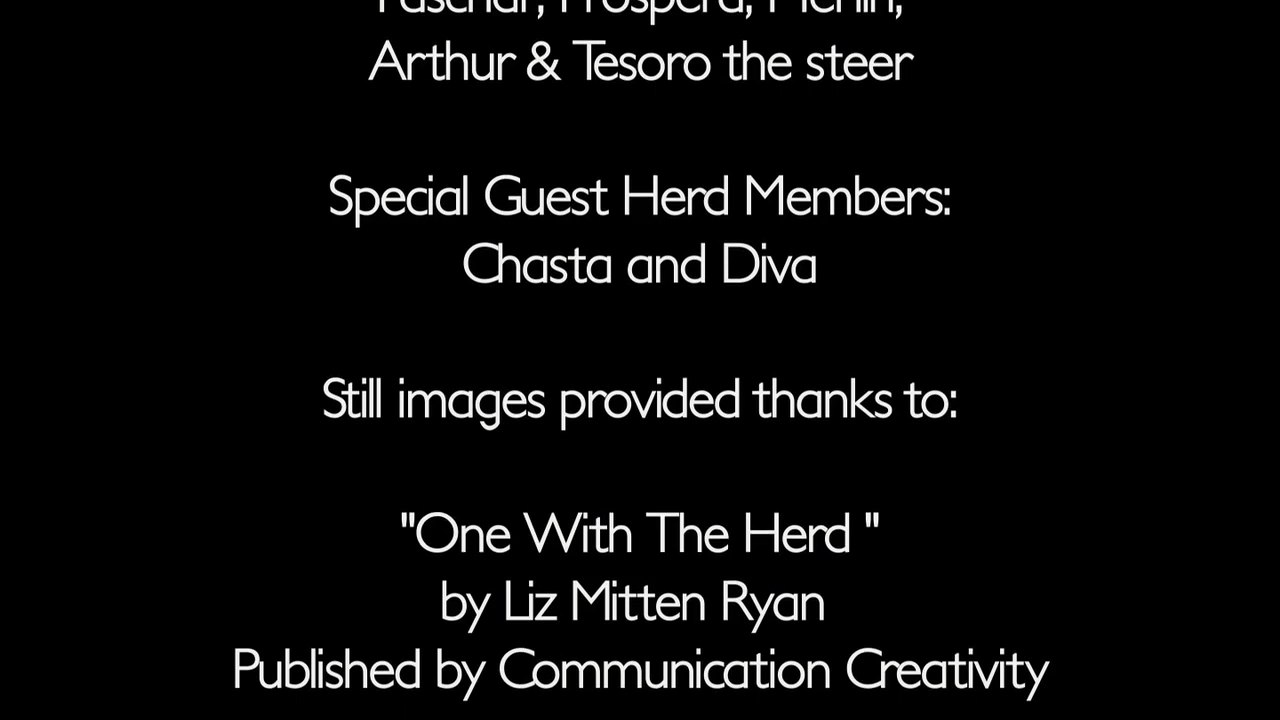 Arthur & Tesoro the steer
Special Guest Herd Members:
Chasta and Diva
Still images provided thanks to:
"One With The Herd "
by Liz Mitten Ryan
Published by Communication Creativity